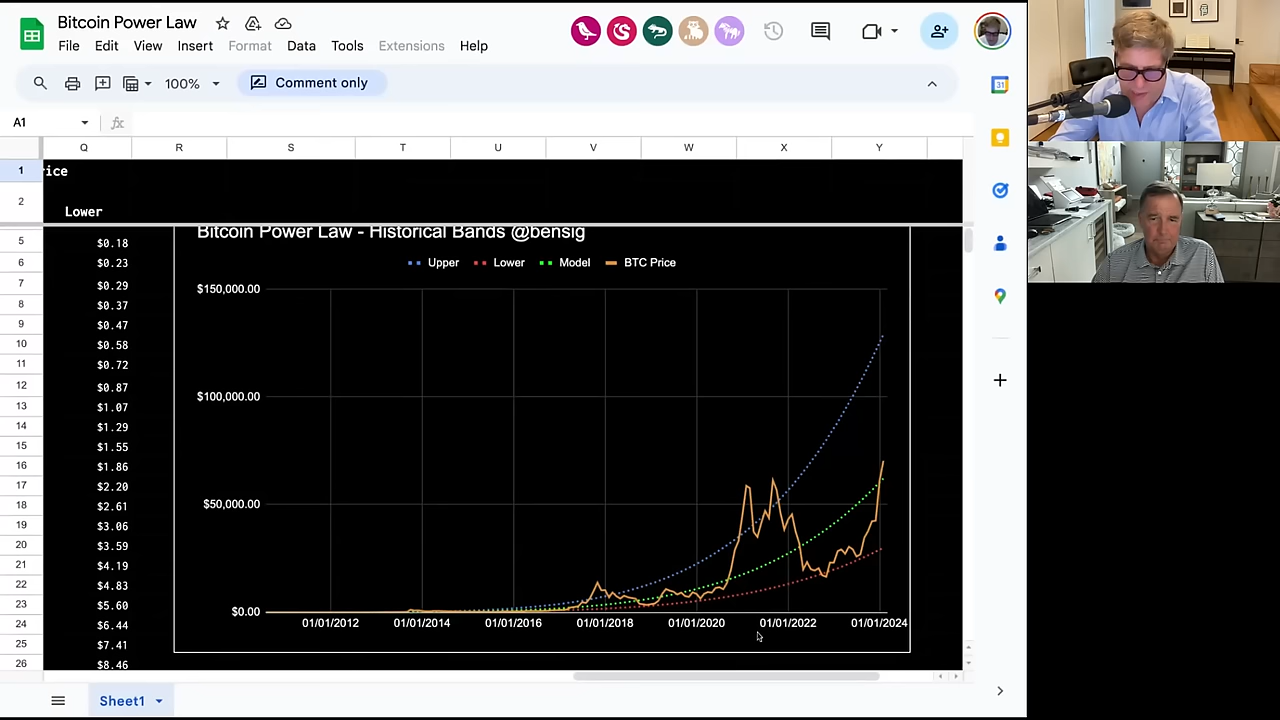 Bitcoin Power Law
File Edit View Insert Format Data Tools Extensions Help
100% Comment only
A1 fx
Q R S T U V W X Y
1 rice
2 Lower
Bitcoin Power Law - Historical Bands @bensig
Upper Lower Model BTC Price
5 $0.18
6 $0.23
7 $0.29
8 $0.37
9 $0.47
10 $0.58
11 $0.72
12 $0.87
13 $1.07
14 $1.29
15 $1.55
16 $1.86
17 $2.20
18 $2.61
19 $3.06
20 $3.59
21 $4.19
22 $4.83
23 $5.60
24 $6.44
25 $7.41
26 $8.46
$150,000.00
$100,000.00
$50,000.00
$0.00
01/01/2012 01/01/2014 01/01/2016 01/01/2018 01/01/2020 01/01/2022 01/01/2024
Sheet1
31